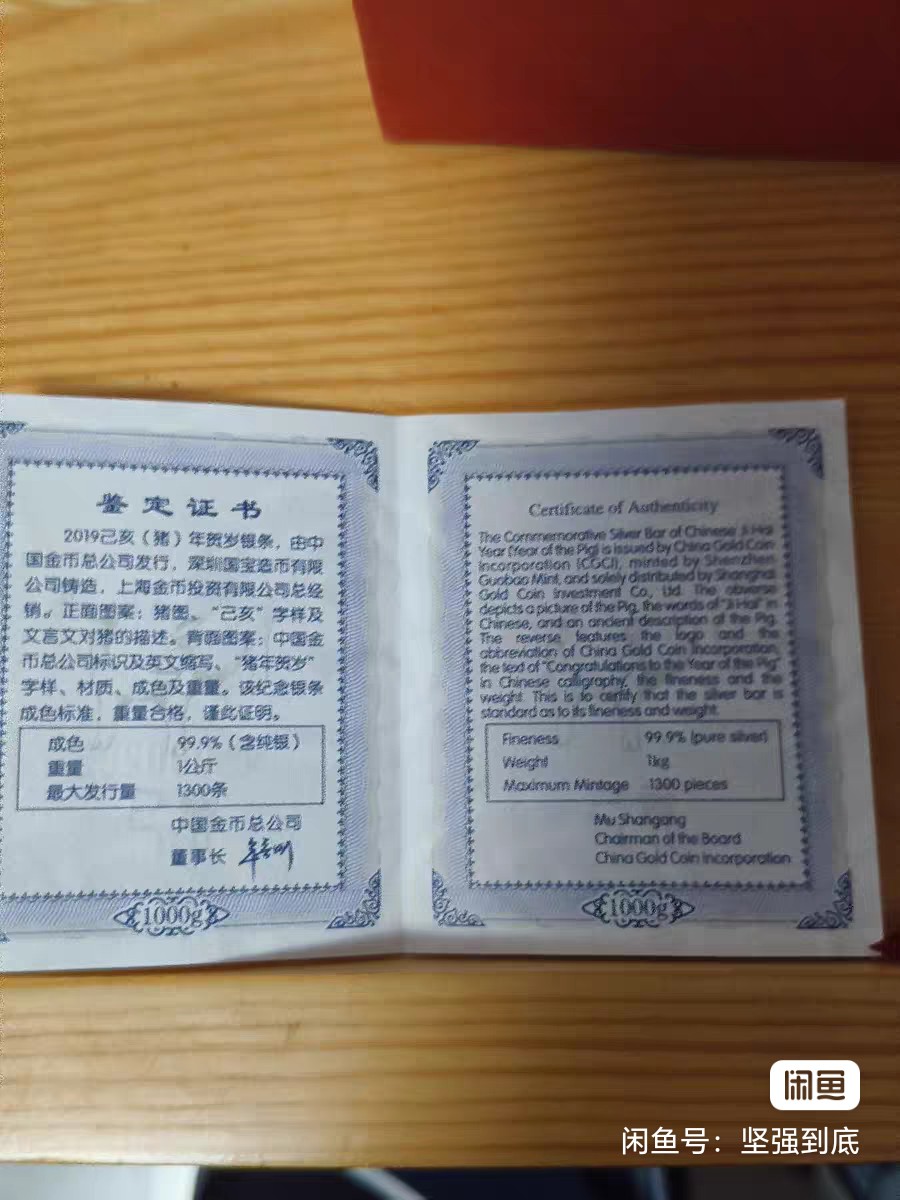 鉴定证书
2019己亥（猪）年贺岁银条，由中
国金币总公司发行，深圳国宝造币有限
公司铸造，上海金币投资有限公司总经
销。正面图案：猪图、“己亥”字样及
文言文对猪的描述。背面图案：中国金
币总公司标识及英文缩写、“猪年贺岁”
字样、材质、成色及重量。该纪念银条
成色标准，重量合格，谨此证明。
成色 99.9%（含纯银）
重量 1公斤
最大发行量 1300条
中国金币总公司
董事长
1000g
Certificate of Authenticity
The Commemorative Silver Bar of Chinese Ji-Hai
Year (Year of the Pig) is issued by China Gold Coin
Incorporation (CGCI), minted by Shenzhen
Guobao Mint, and solely distributed by Shanghai
Gold Coin Investment Co., Ltd. The obverse
depicts a picture of the Pig, the words of "Ji Hai" in
Chinese, and an ancient description of the Pig.
The reverse features the logo and the
abbreviation of China Gold Coin Incorporation,
the text of "Congratulations to the Year of the Pig"
in Chinese calligraphy, the fineness and the
weight. This is to certify that the silver bar is
standard as to its fineness and weight.
Fineness 99.9% (pure silver)
Weight 1kg
Maximum Mintage 1300 pieces
Mu Shangang
Chairman of the Board
China Gold Coin Incorporation
1000g
闲鱼
闲鱼号：坚强到底